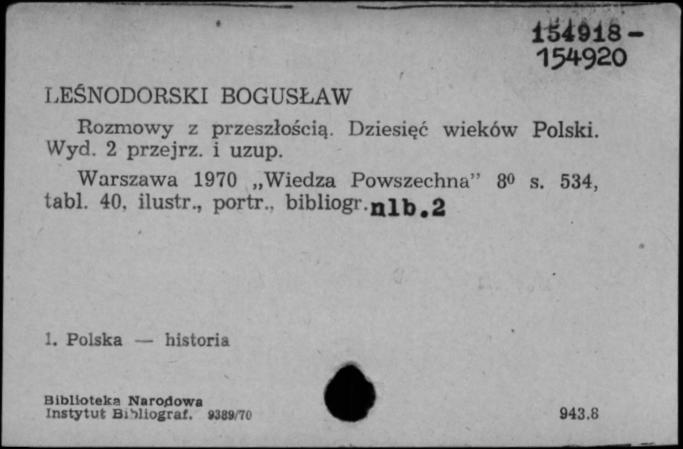 154918-
154920
LEŚNODORSKI BOGUSŁAW
Rozmowy z przeszłością. Dziesięć wieków Polski.
Wyd. 2 przejrz. i uzup.
Warszawa 1970 „Wiedza Powszechna” 8⁰ s. 534,
tabl. 40, ilustr., portr., bibliogr. nlb.2
1. Polska — historia
Biblioteka Narodowa
Instytut Bibliograf. 9389/70
943.8